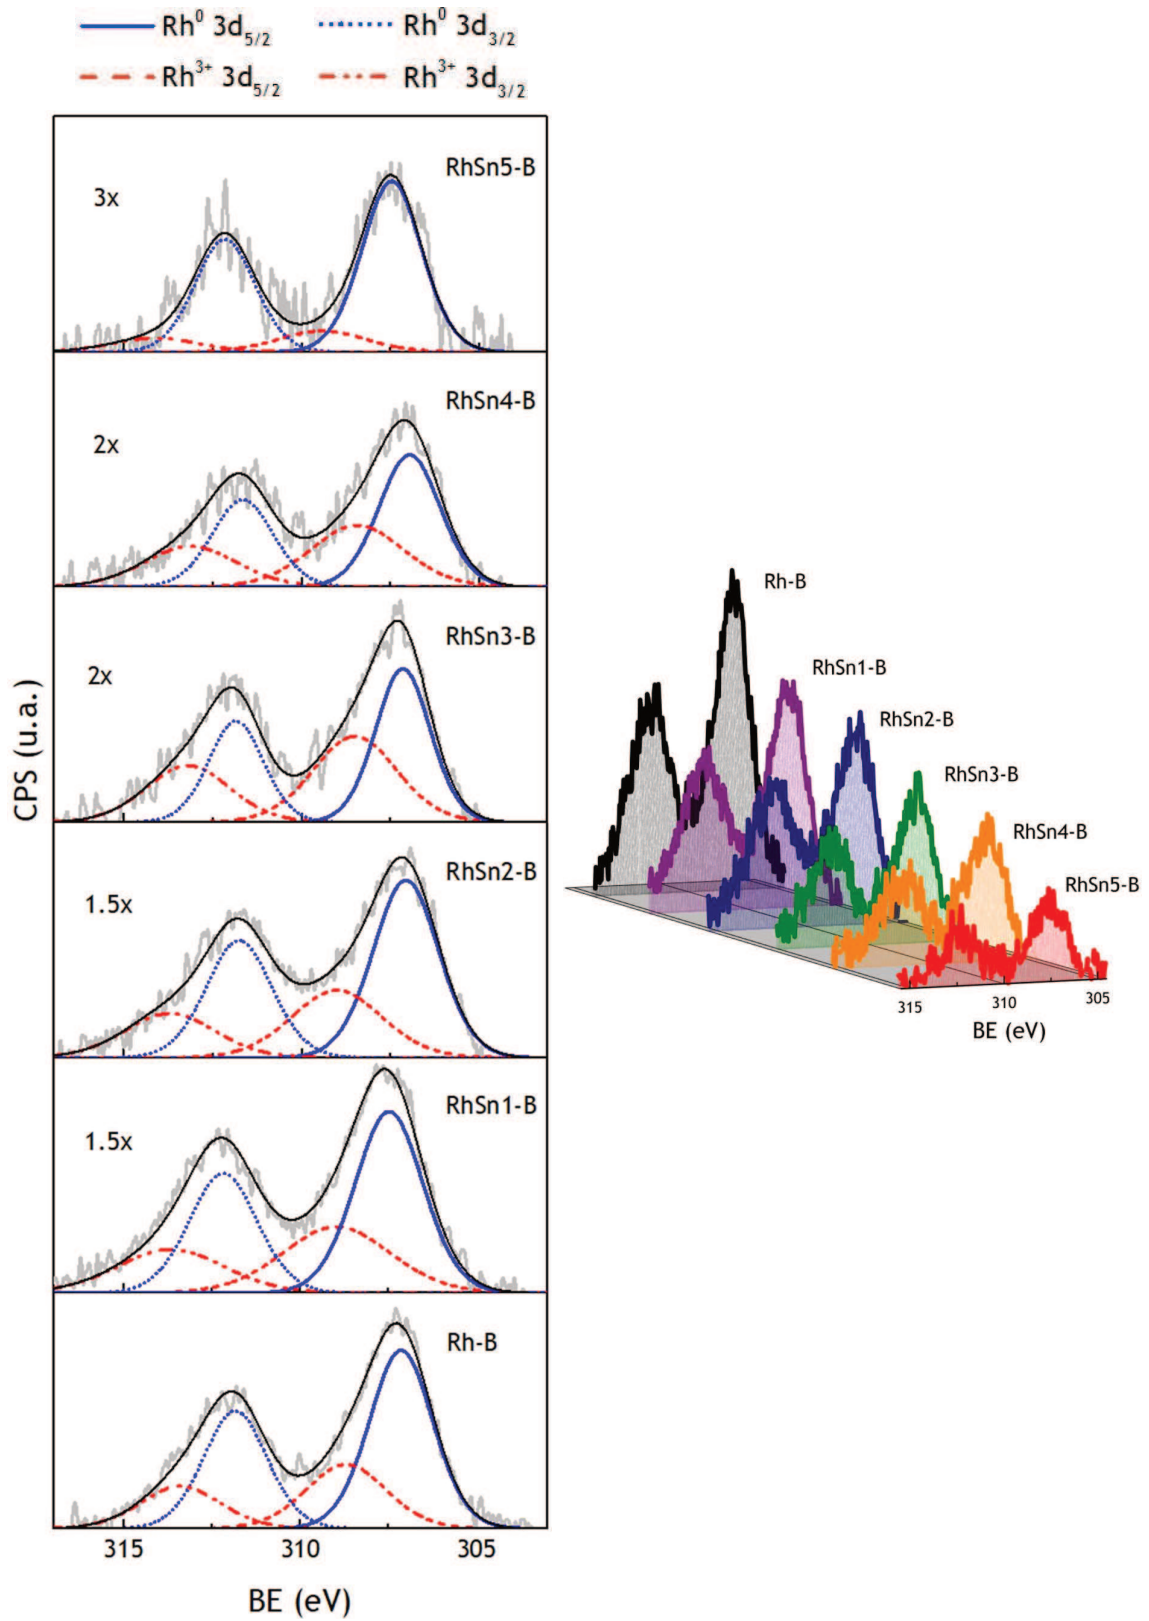 Rh⁰ 3d₅/₂ Rh⁰ 3d₃/₂
Rh³⁺ 3d₅/₂ Rh³⁺ 3d₃/₂
RhSn5-B
3x
RhSn4-B
2x
RhSn3-B
2x
RhSn2-B
1.5x
RhSn1-B
1.5x
Rh-B
CPS (u.a.)
315 310 305
BE (eV)
Rh-B
RhSn1-B
RhSn2-B
RhSn3-B
RhSn4-B
RhSn5-B
315 310 305
BE (eV)